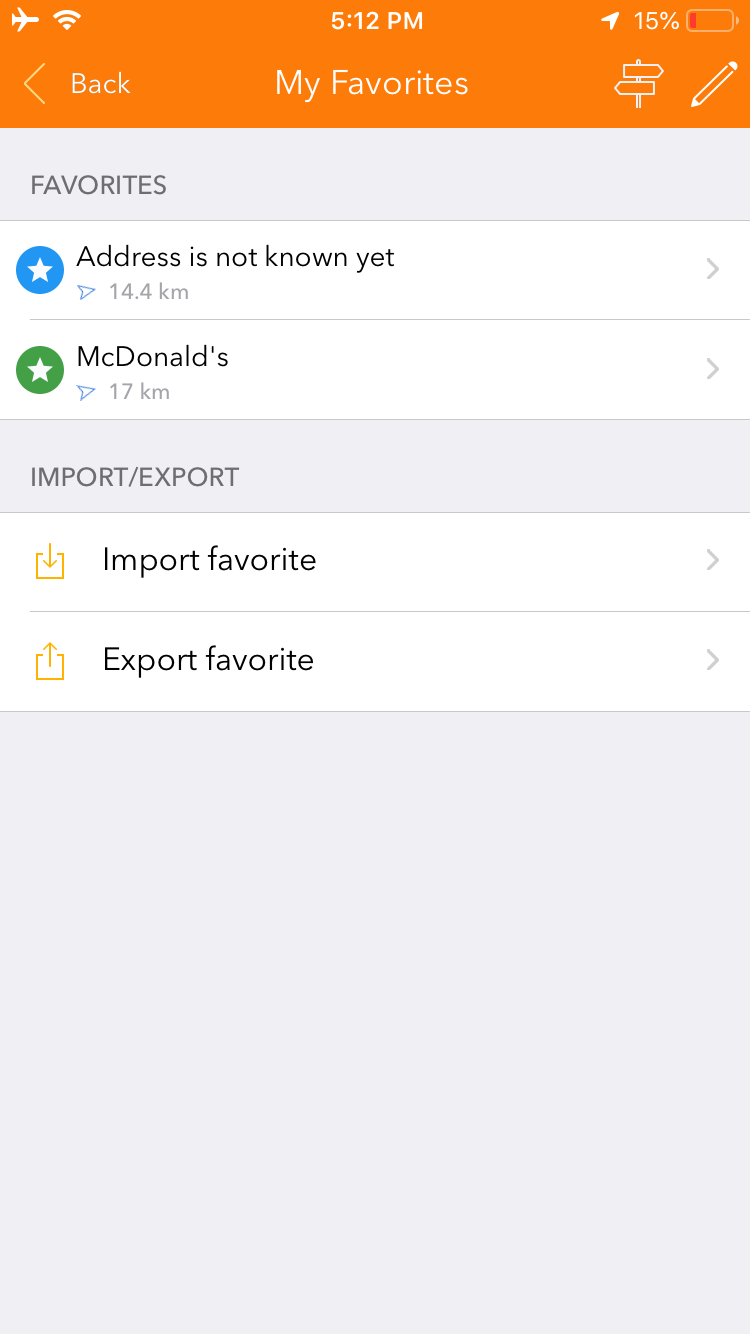 5:12 PM
15%
Back
My Favorites
FAVORITES
Address is not known yet
14.4 km
McDonald's
17 km
IMPORT/EXPORT
Import favorite
Export favorite